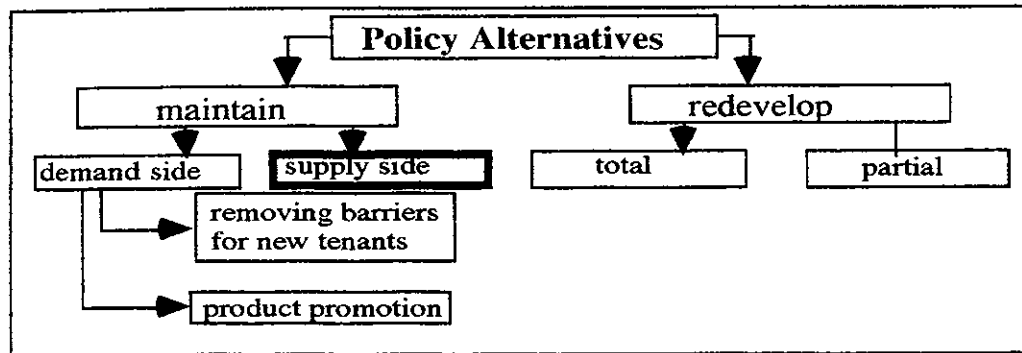 Policy Alternatives
maintain
redevelop
demand side
supply side
total
partial
removing barriers
for new tenants
product promotion